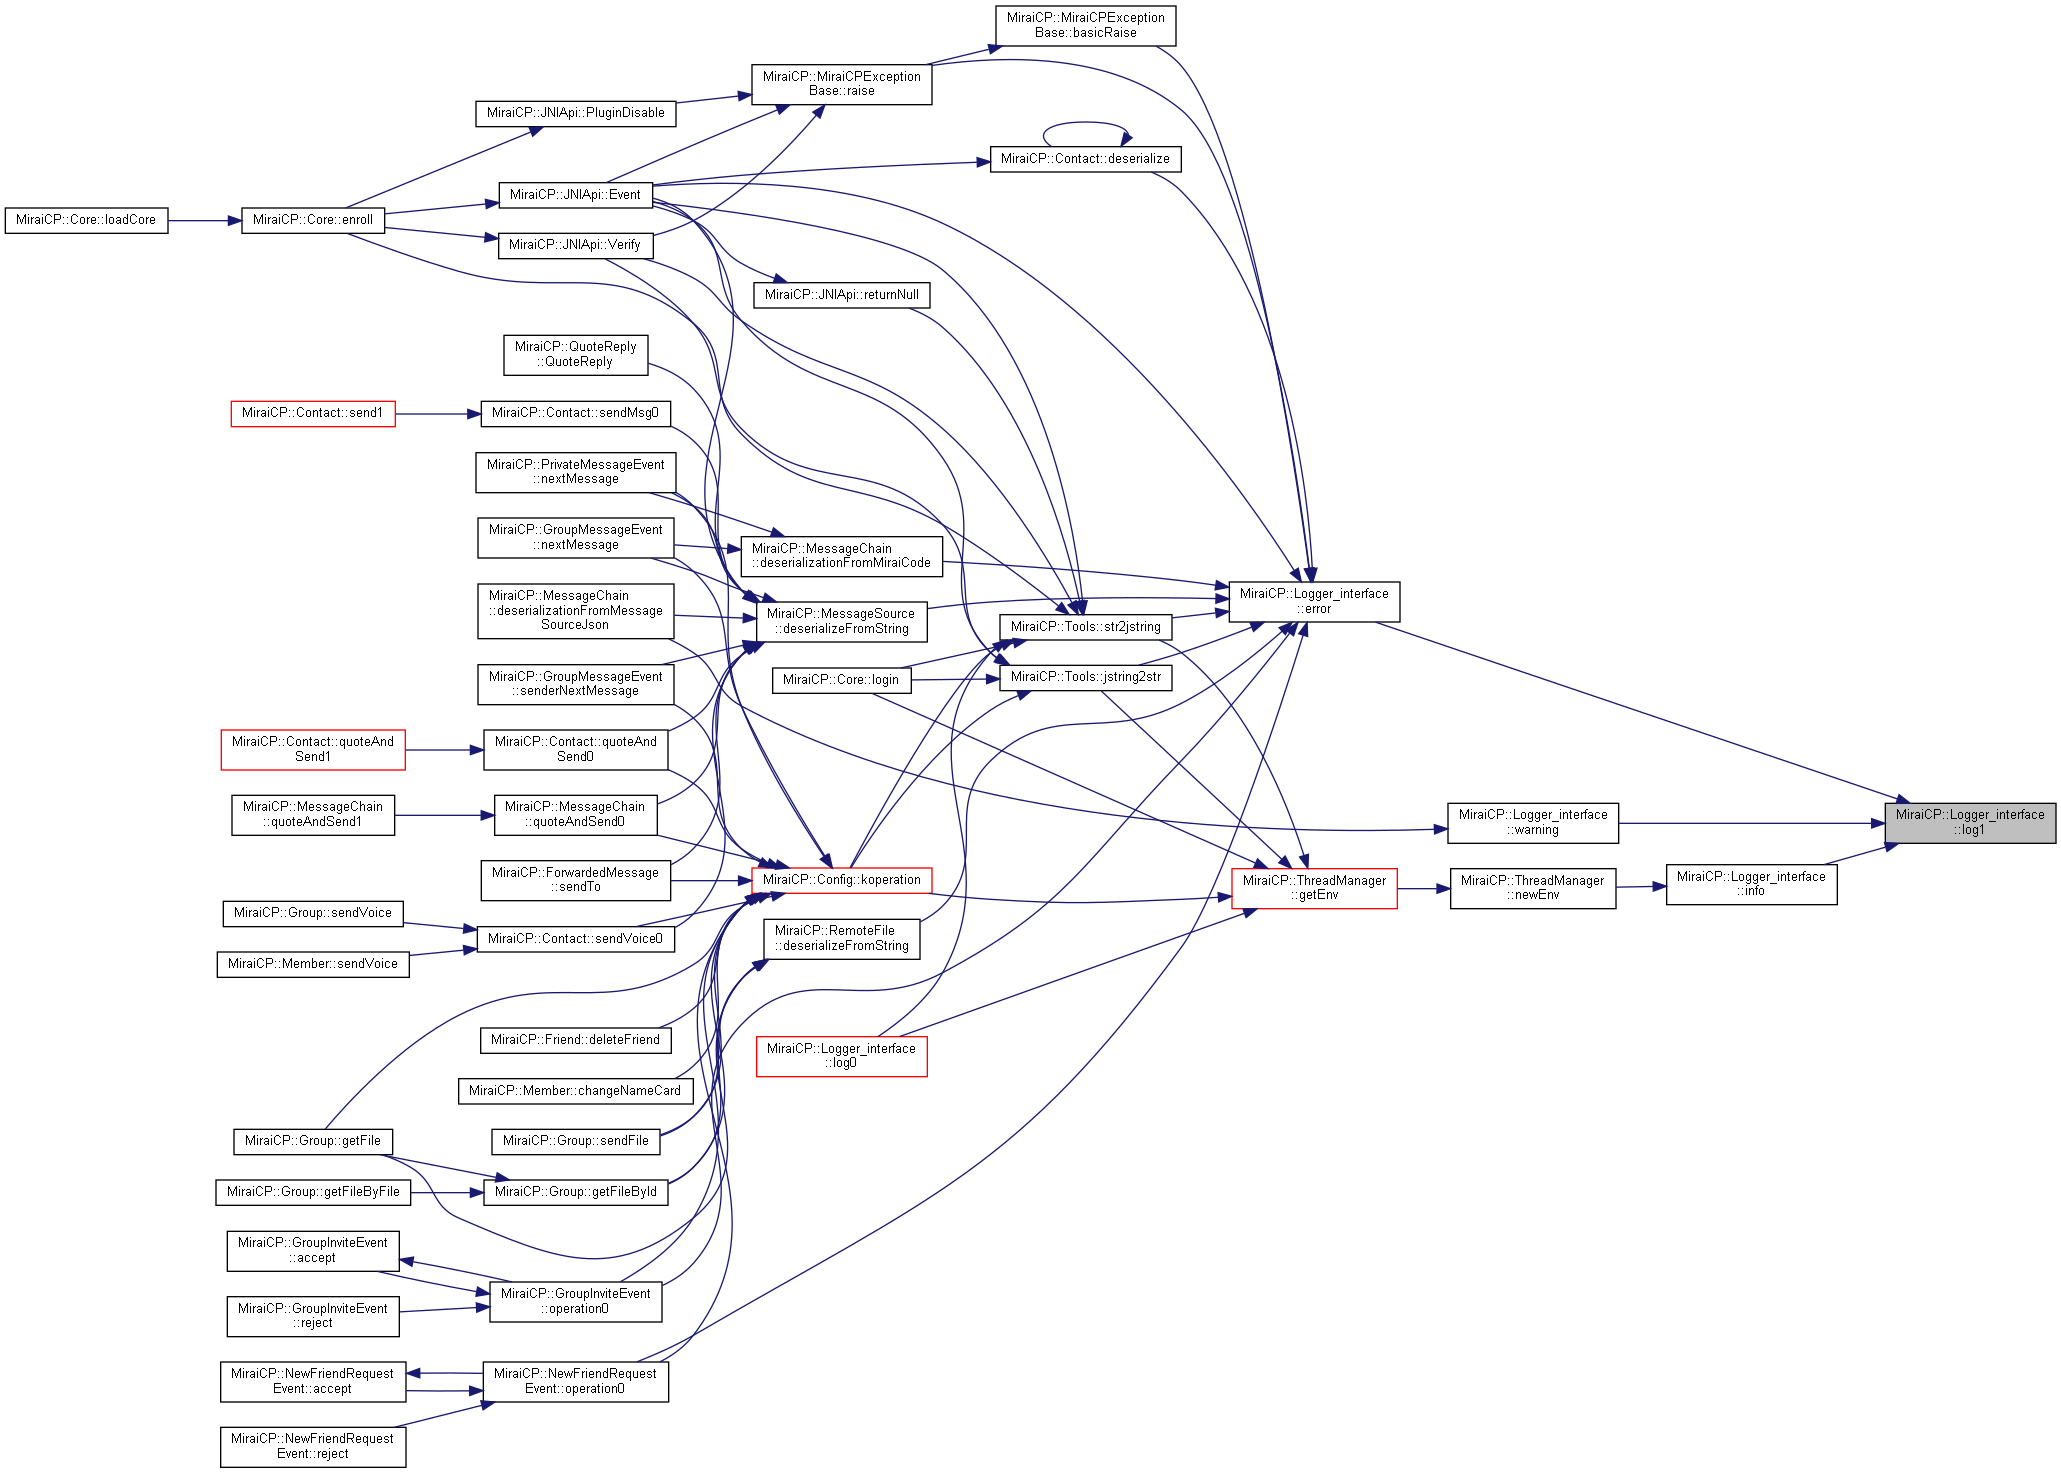 MiraiCP::MiraiCPException
Base::basicRaise
MiraiCP::MiraiCPException
Base::raise
MiraiCP::JNIApi::PluginDisable
MiraiCP::Contact::deserialize
MiraiCP::JNIApi::Event
MiraiCP::Core::loadCore
MiraiCP::Core::enroll
MiraiCP::JNIApi::Verify
MiraiCP::JNIApi::returnNull
MiraiCP::QuoteReply
::QuoteReply
MiraiCP::Contact::send1
MiraiCP::Contact::sendMsg0
MiraiCP::PrivateMessageEvent
::nextMessage
MiraiCP::GroupMessageEvent
::nextMessage
MiraiCP::MessageChain
::deserializationFromMiraiCode
MiraiCP::MessageChain
::deserializationFromMessage
SourceJson
MiraiCP::MessageSource
::deserializeFromString
MiraiCP::Tools::str2jstring
MiraiCP::Logger_interface
::error
MiraiCP::GroupMessageEvent
::senderNextMessage
MiraiCP::Core::login
MiraiCP::Tools::jstring2str
MiraiCP::Contact::quoteAnd
Send1
MiraiCP::Contact::quoteAnd
Send0
MiraiCP::MessageChain
::quoteAndSend1
MiraiCP::MessageChain
::quoteAndSend0
MiraiCP::Logger_interface
::warning
MiraiCP::Logger_interface
::log1
MiraiCP::ForwardedMessage
::sendTo
MiraiCP::Config::koperation
MiraiCP::ThreadManager
::getEnv
MiraiCP::ThreadManager
::newEnv
MiraiCP::Logger_interface
::info
MiraiCP::Group::sendVoice
MiraiCP::Member::sendVoice
MiraiCP::Contact::sendVoice0
MiraiCP::RemoteFile
::deserializeFromString
MiraiCP::Friend::deleteFriend
MiraiCP::Logger_interface
::log0
MiraiCP::Member::changeNameCard
MiraiCP::Group::getFile
MiraiCP::Group::sendFile
MiraiCP::Group::getFileByFile
MiraiCP::Group::getFileById
MiraiCP::GroupInviteEvent
::accept
MiraiCP::GroupInviteEvent
::reject
MiraiCP::GroupInviteEvent
::operation0
MiraiCP::NewFriendRequest
Event::accept
MiraiCP::NewFriendRequest
Event::operation0
MiraiCP::NewFriendRequest
Event::reject